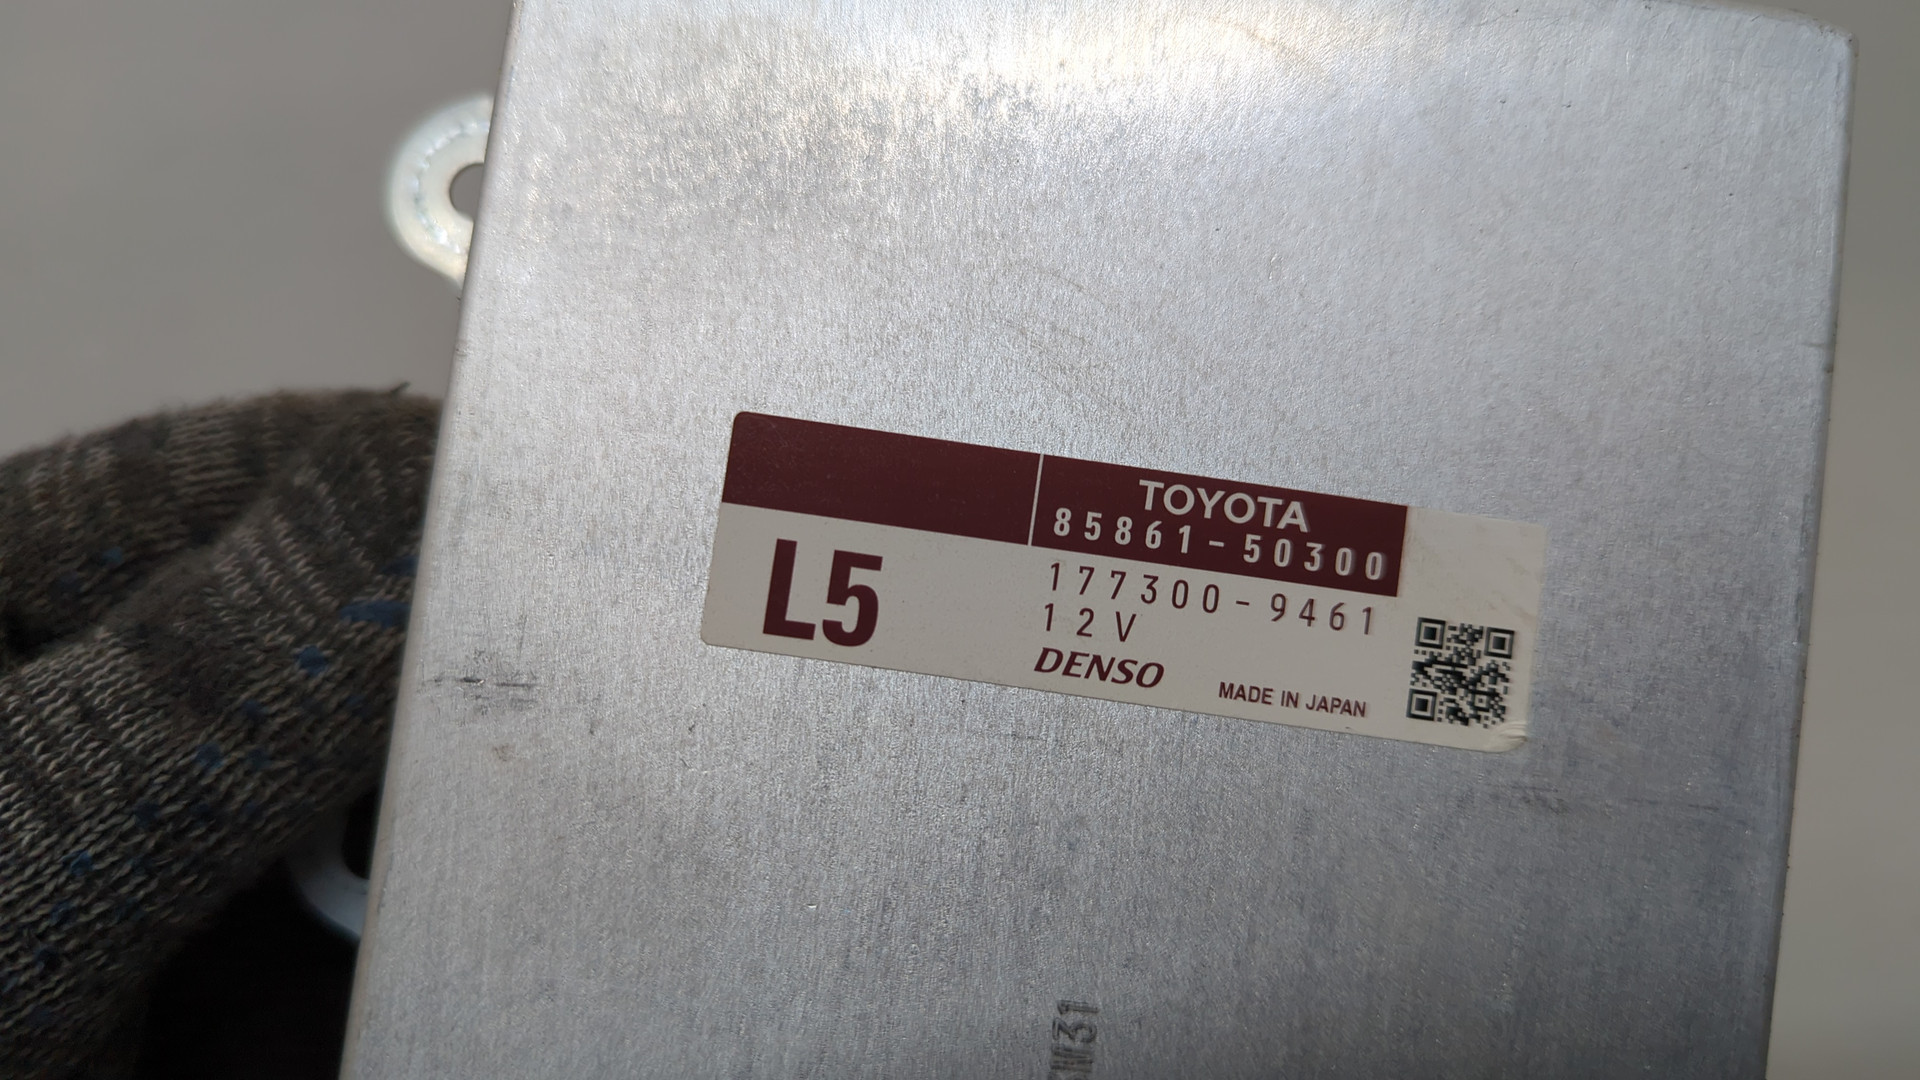 TOYOTA
85861-50300
L5
177300-9461
12V
DENSO
MADE IN JAPAN